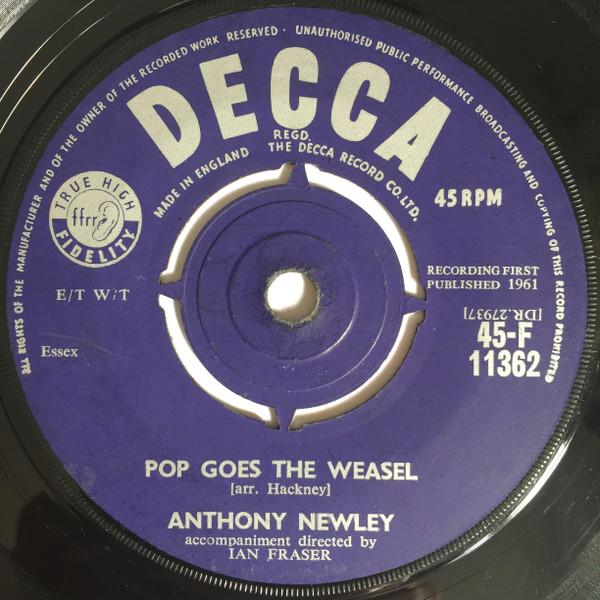 ALL RIGHTS OF THE MANUFACTURER AND OF THE OWNER OF THE RECORDED WORK RESERVED · UNAUTHORISED PUBLIC PERFORMANCE BROADCASTING AND COPYING OF THIS RECORD PROHIBITED
DECCA
REGD.
MADE IN ENGLAND THE DECCA RECORD CO. LTD.
TRUE HIGH
ffrr
FIDELITY
45 RPM
RECORDING FIRST
PUBLISHED 1961
E/T W/T
[DR.27937]
45-F
11362
Essex
POP GOES THE WEASEL
[arr. Hackney]
ANTHONY NEWLEY
accompaniment directed by
IAN FRASER